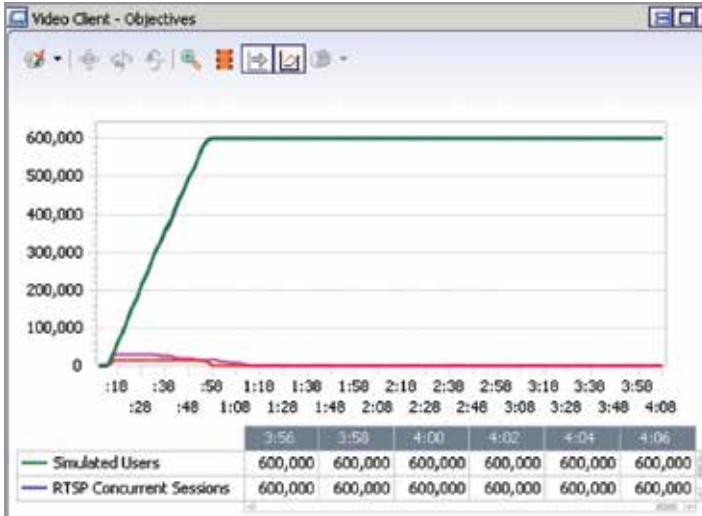 Video Client - Objectives
600,000
500,000
400,000
300,000
200,000
100,000
0
:18 :38 :58 1:18 1:38 1:58 2:18 2:38 2:58 3:18 3:38 3:58
:28 :48 1:08 1:28 1:48 2:08 2:28 2:48 3:08 3:28 3:48 4:08
3:56 3:58 4:00 4:02 4:04 4:06
Simulated Users 600,000 600,000 600,000 600,000 600,000 600,000
RTSP Concurrent Sessions 600,000 600,000 600,000 600,000 600,000 600,000